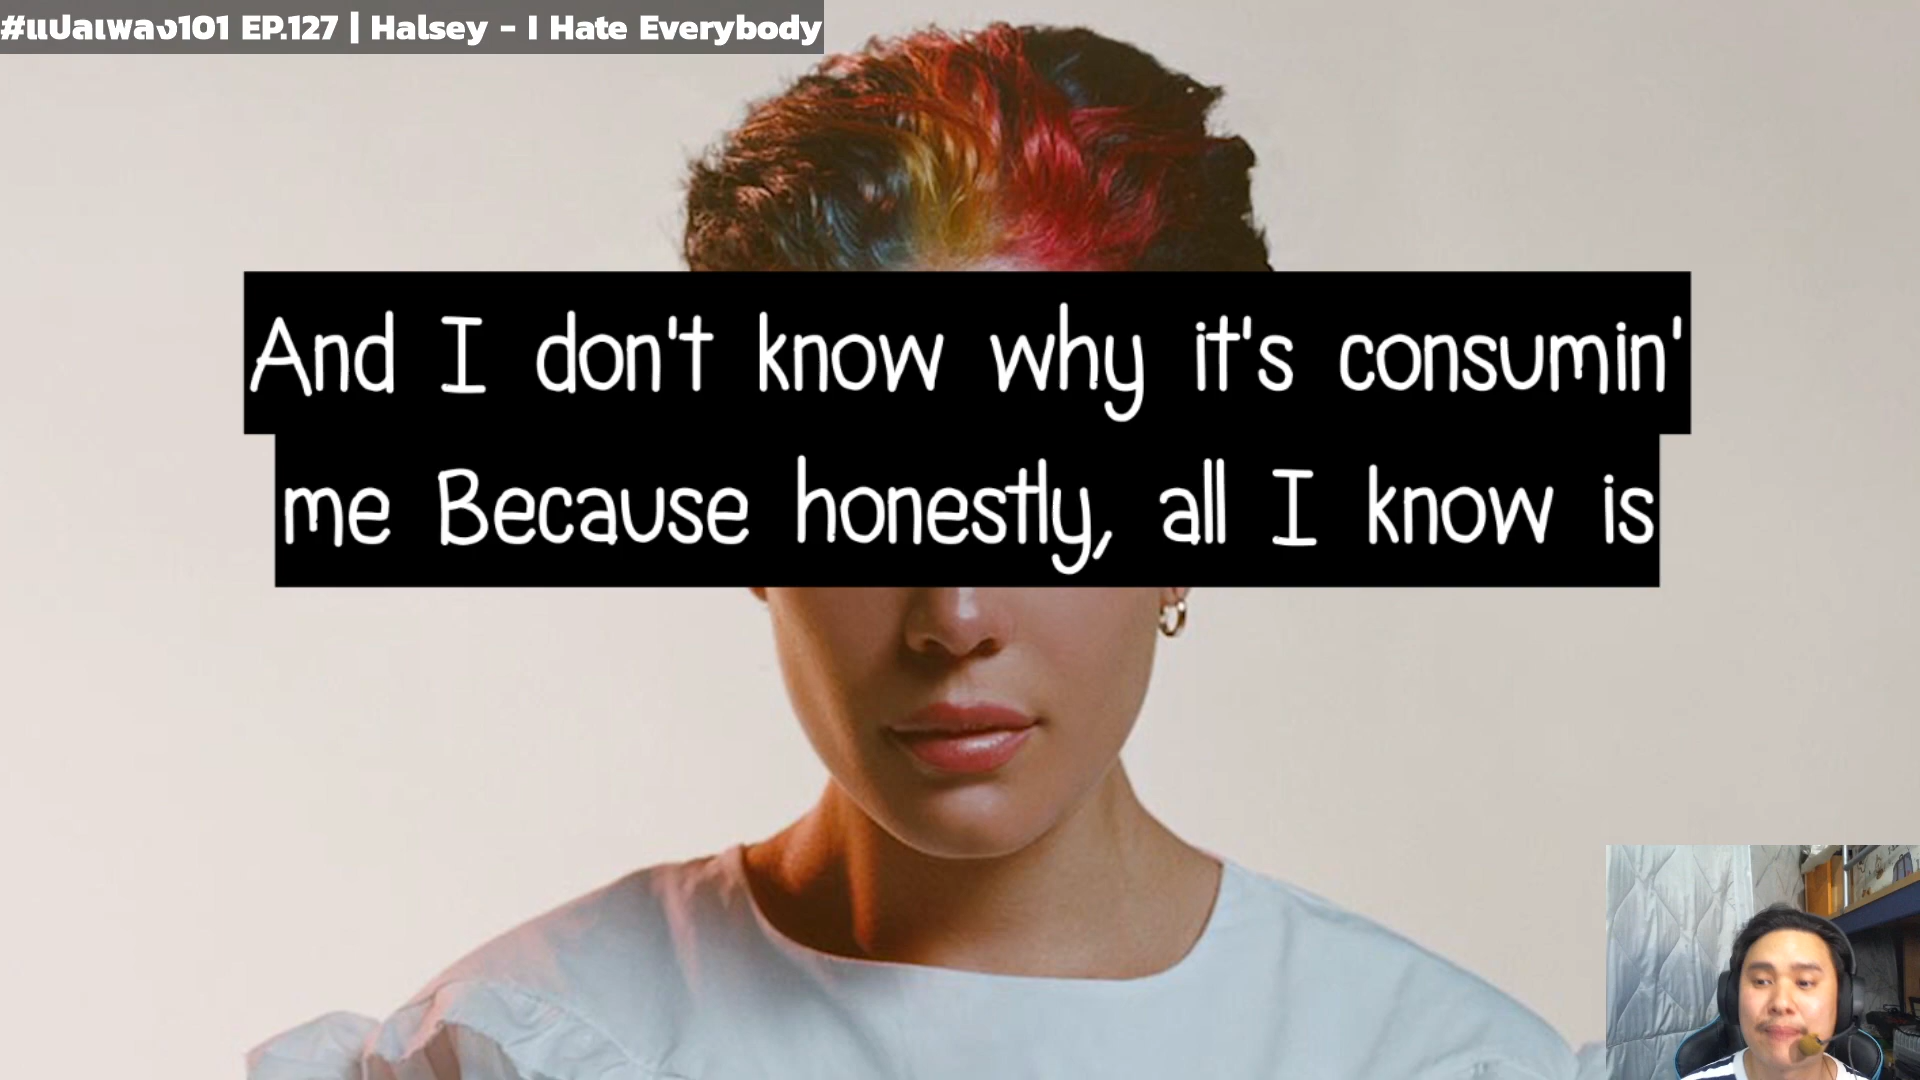 #แปลเพลง101 EP.127 | Halsey - I Hate Everybody
And I don't know why it's consumin'
me Because honestly, all I know is